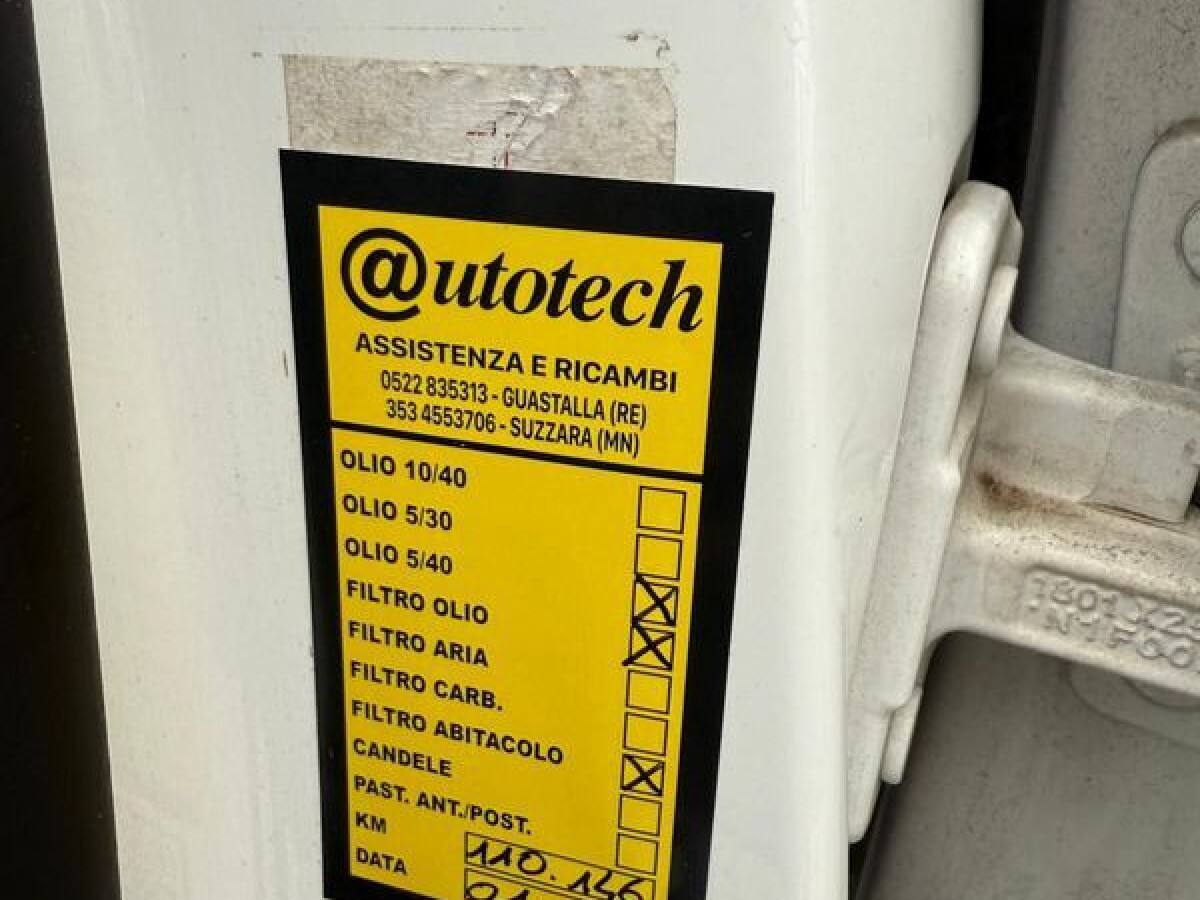 @utotech
ASSISTENZA E RICAMBI
0522 835313 - GUASTALLA (RE)
353 4553706 - SUZZARA (MN)
OLIO 10/40
OLIO 5/30
OLIO 5/40
FILTRO OLIO
FILTRO ARIA
FILTRO CARB.
FILTRO ABITACOLO
CANDELE
PAST. ANT./POST.
KM 110.146
DATA